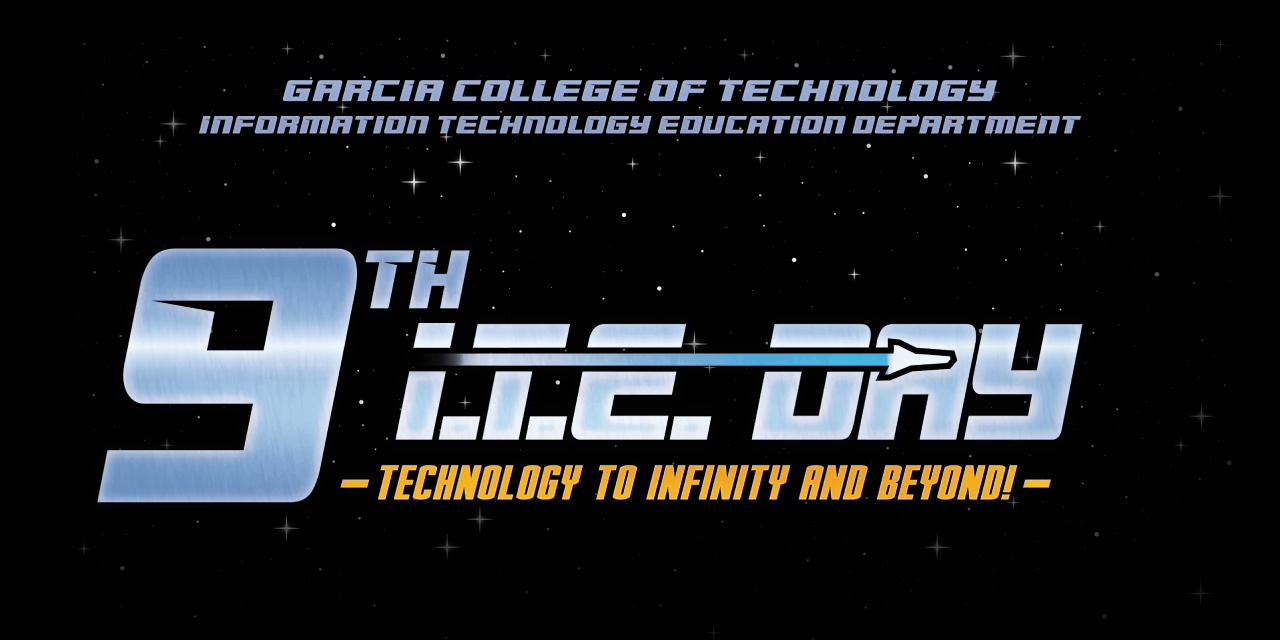 GARCIA COLLEGE OF TECHNOLOGY
INFORMATION TECHNOLOGY EDUCATION DEPARTMENT
9TH
I.T.E. DAY
– TECHNOLOGY TO INFINITY AND BEYOND! –